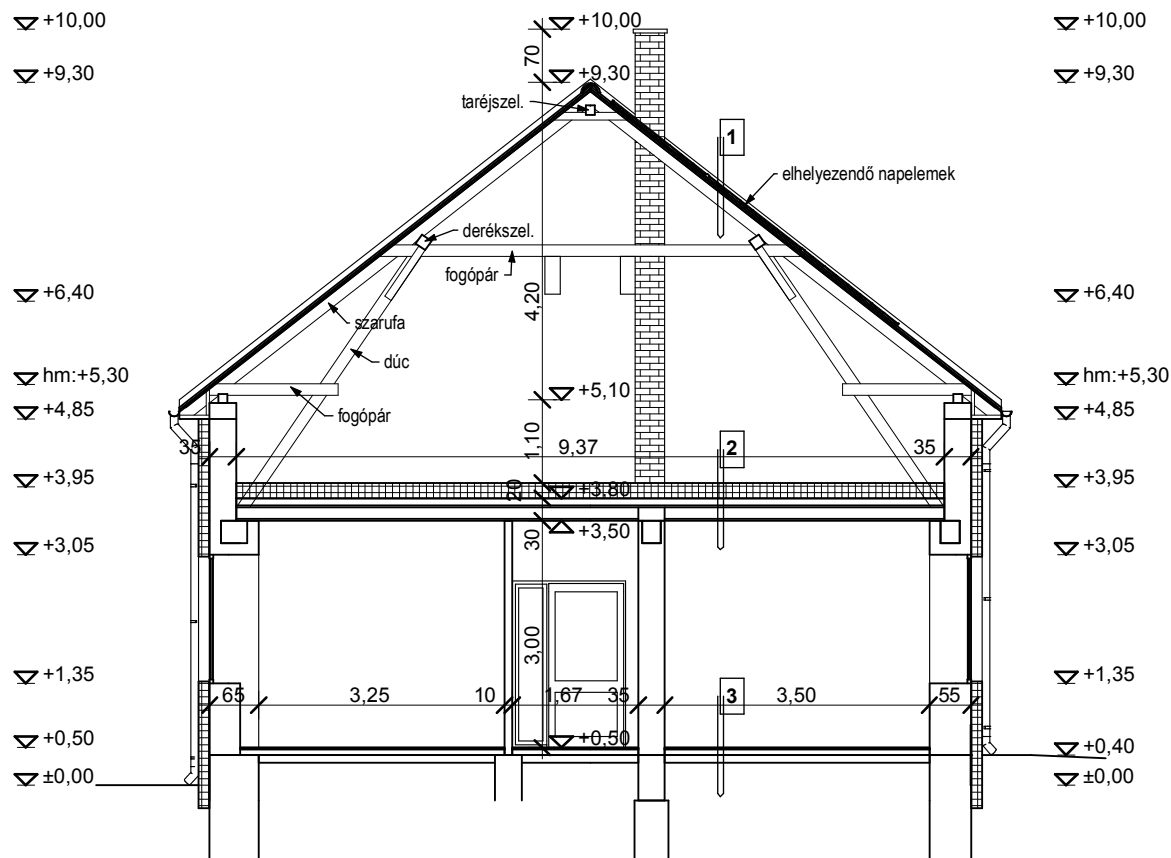 +10,00 +10,00 +10,00
70
+9,30 +9,30 +9,30
taréjszel.
1
elhelyezendő napelemek
derékszel.
fogópár
+6,40 4,20 +6,40
szarufa
dúc
hm:+5,30 hm:+5,30
+5,10
+4,85 fogópár +4,85
35 1,10 9,37 35 2
+3,95 +3,95
20 +3,80
30 +3,50
+3,05 +3,05
3,00
+1,35 +1,35
65 3,25 10 1,67 35 3 3,50 55
+0,50 +0,50 +0,40
±0,00 ±0,00